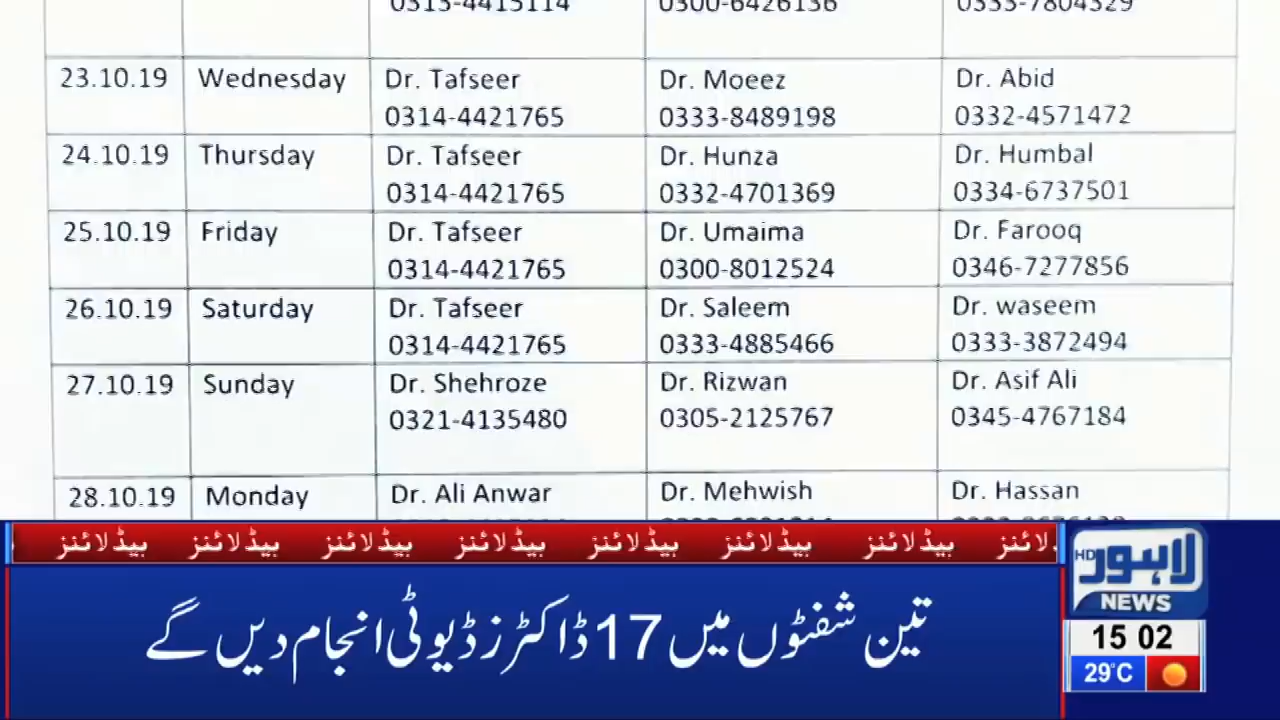 0313-4415114 0300-6426136 0333-7804329
23.10.19 Wednesday Dr. Tafseer Dr. Moeez Dr. Abid
0314-4421765 0333-8489198 0332-4571472
24.10.19 Thursday Dr. Tafseer Dr. Hunza Dr. Humbal
0314-4421765 0332-4701369 0334-6737501
25.10.19 Friday Dr. Tafseer Dr. Umaima Dr. Farooq
0314-4421765 0300-8012524 0346-7277856
26.10.19 Saturday Dr. Tafseer Dr. Saleem Dr. waseem
0314-4421765 0333-4885466 0333-3872494
27.10.19 Sunday Dr. Shehroze Dr. Rizwan Dr. Asif Ali
0321-4135480 0305-2125767 0345-4767184
28.10.19 Monday Dr. Ali Anwar Dr. Mehwish Dr. Hassan
ہیڈلائنز ہیڈلائنز ہیڈلائنز ہیڈلائنز ہیڈلائنز ہیڈلائنز ہیڈلائنز
تین شفٹوں میں 17 ڈاکٹرز ڈیوٹی انجام دیں گے
HD لاہور
NEWS
15 02
29°C